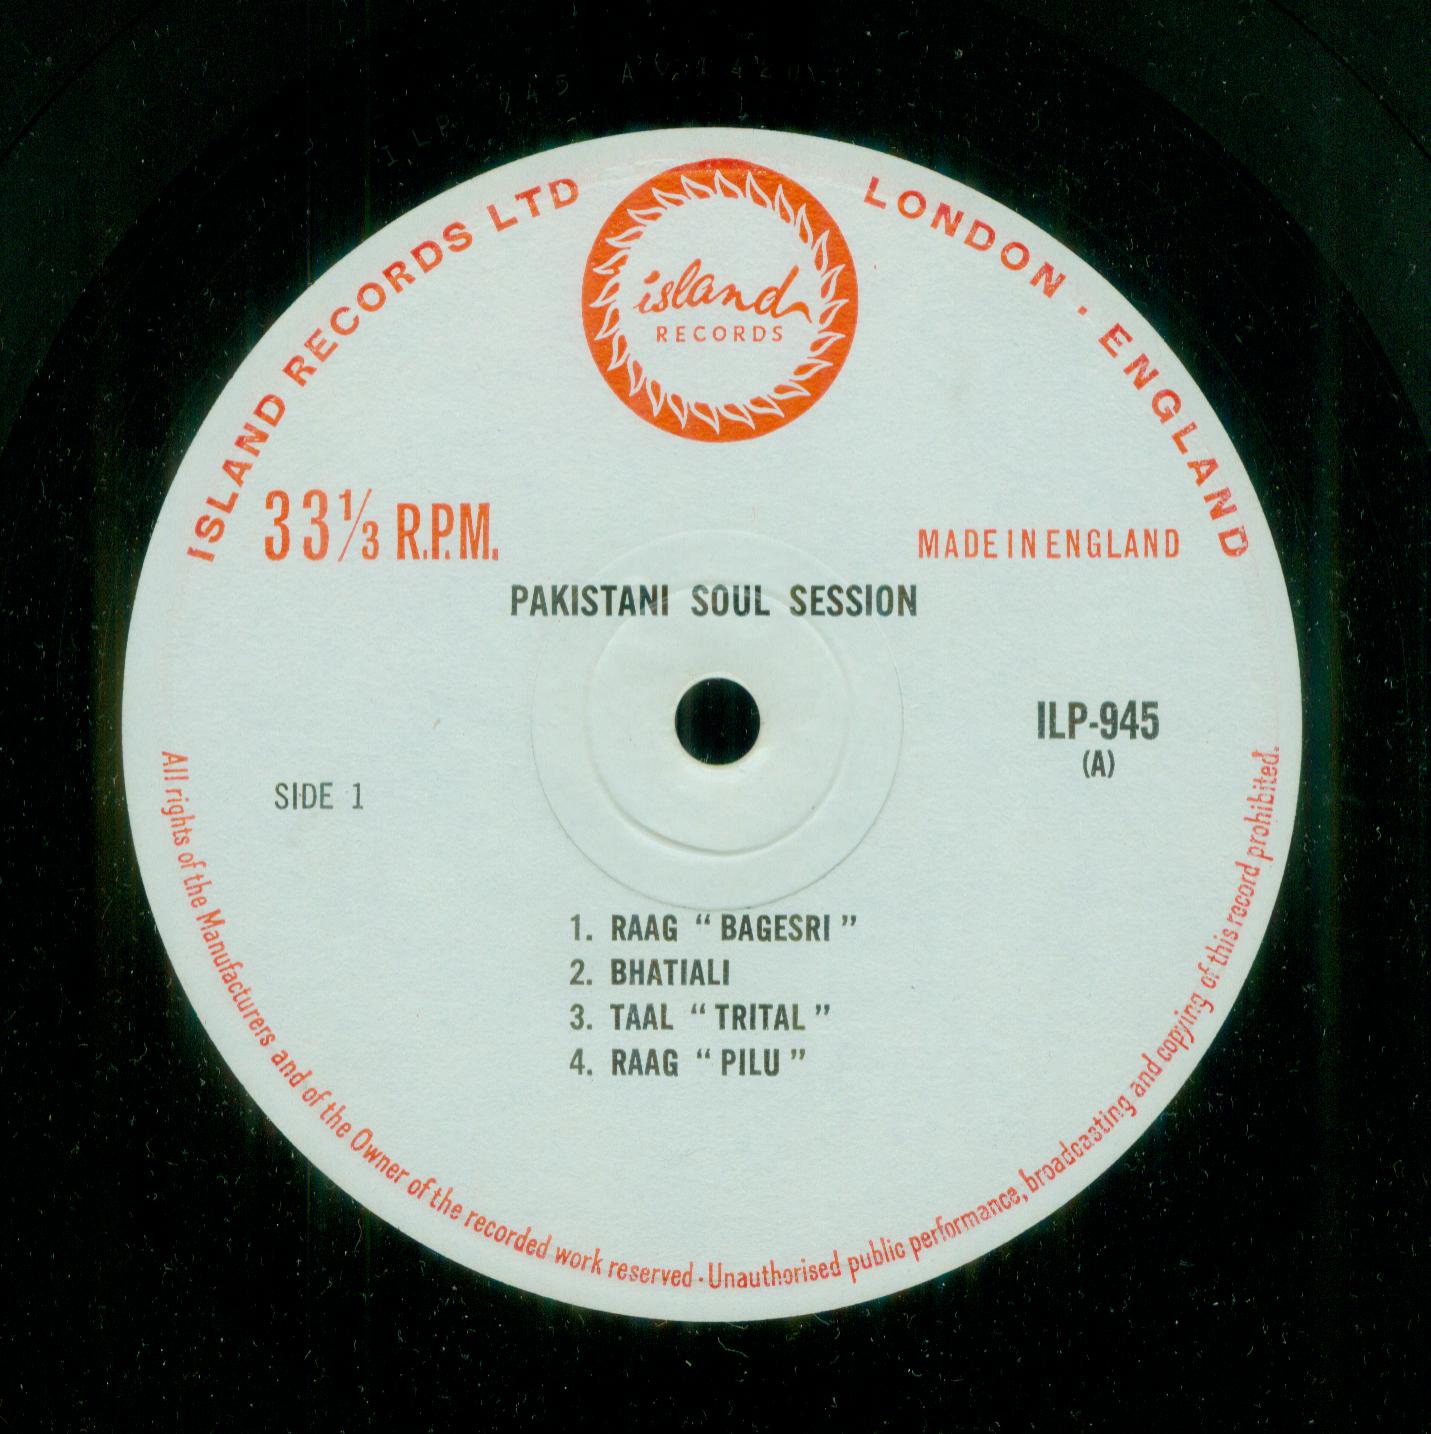 ISLAND RECORDS LTD
LONDON · ENGLAND
island
RECORDS
33⅓ R.P.M.
MADE IN ENGLAND
PAKISTANI SOUL SESSION
ILP-945
(A)
SIDE 1
1. RAAG “ BAGESRI ”
2. BHATIALI
3. TAAL “ TRITAL ”
4. RAAG “ PILU ”
All rights of the Manufacturers and of the Owner of the recorded work reserved · Unauthorised public performance, broadcasting and copying of this record prohibited.
ILP 945 A